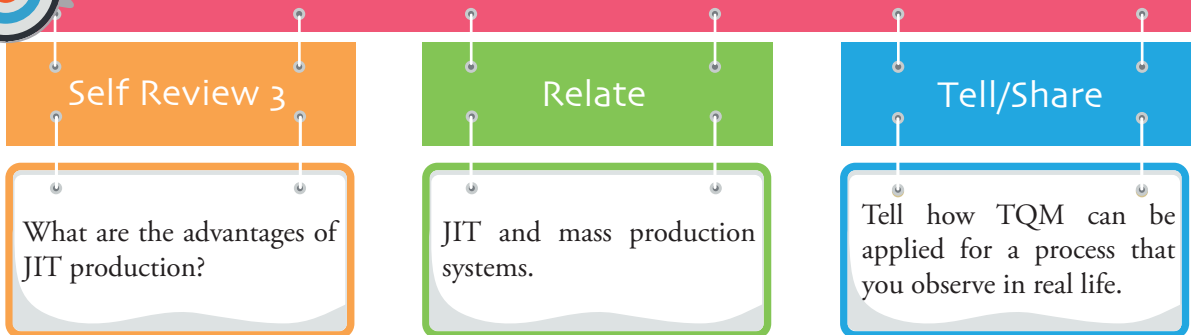 Self Review 3
What are the advantages of
JIT production?
Relate
JIT and mass production
systems.
Tell/Share
Tell how TQM can be
applied for a process that
you observe in real life.